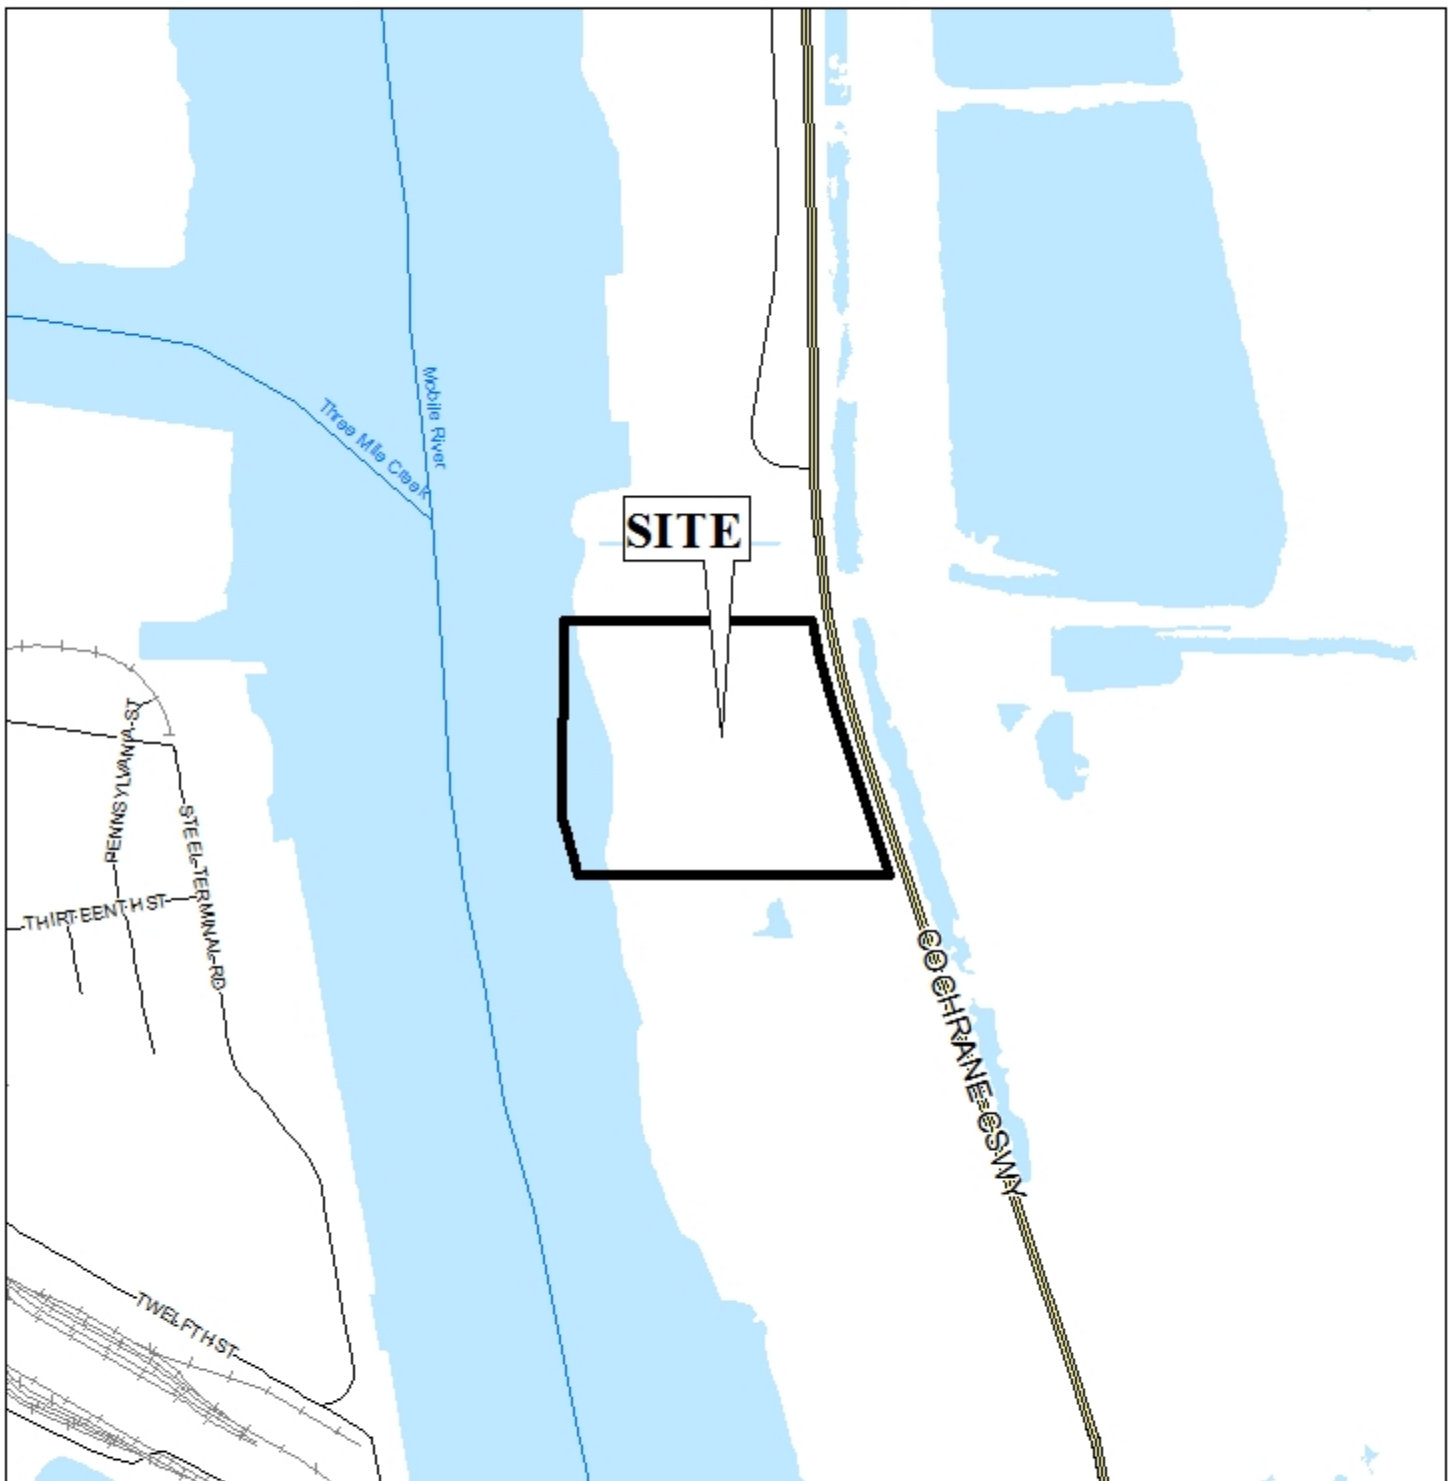 Mobile River
Three Mile Creek
SITE
PENNSYLVANIA ST
STEEL TERMINAL RD
THIRTEENTH ST
COCHRANE CSWY
TWELFTH ST